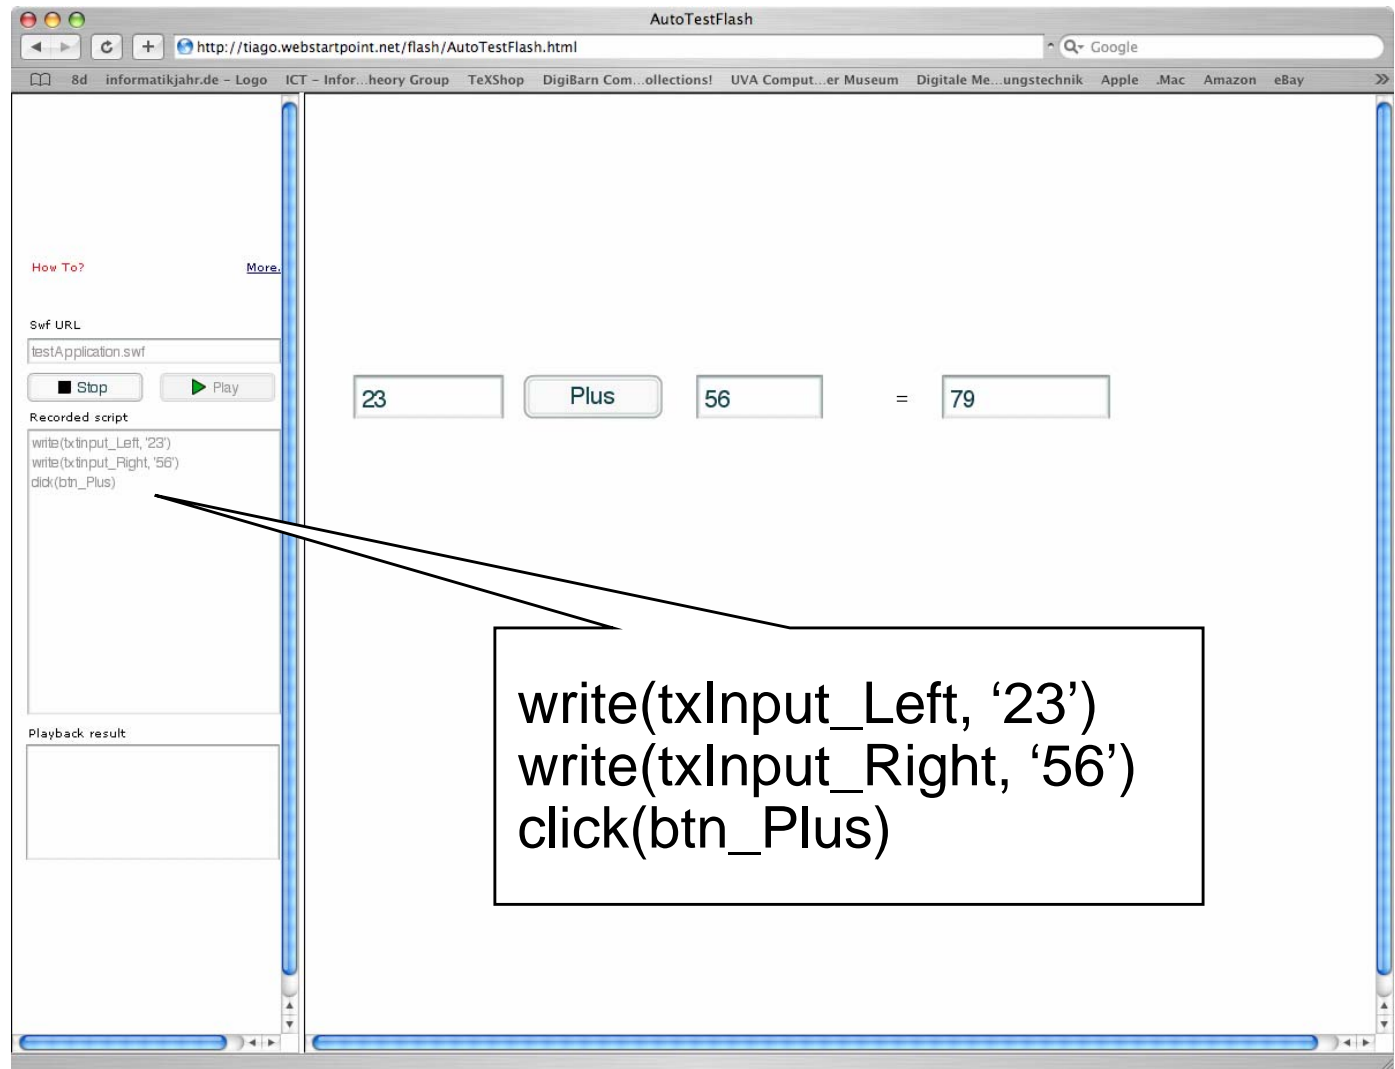 AutoTestFlash
http://tiago.webstartpoint.net/flash/AutoTestFlash.html
Google
8d informatikjahr.de – Logo ICT – Infor...heory Group TeXShop DigiBarn Com...ollections! UVA Comput...er Museum Digitale Me...ungstechnik Apple .Mac Amazon eBay
How To? More.
Swf URL
testApplication.swf
Stop Play
23 Plus 56 = 79
Recorded script
write(txtinput_Left, '23')
write(txtinput_Right, '56')
click(btn_Plus)
write(txInput_Left, ‘23’)
write(txInput_Right, ‘56’)
click(btn_Plus)
Playback result